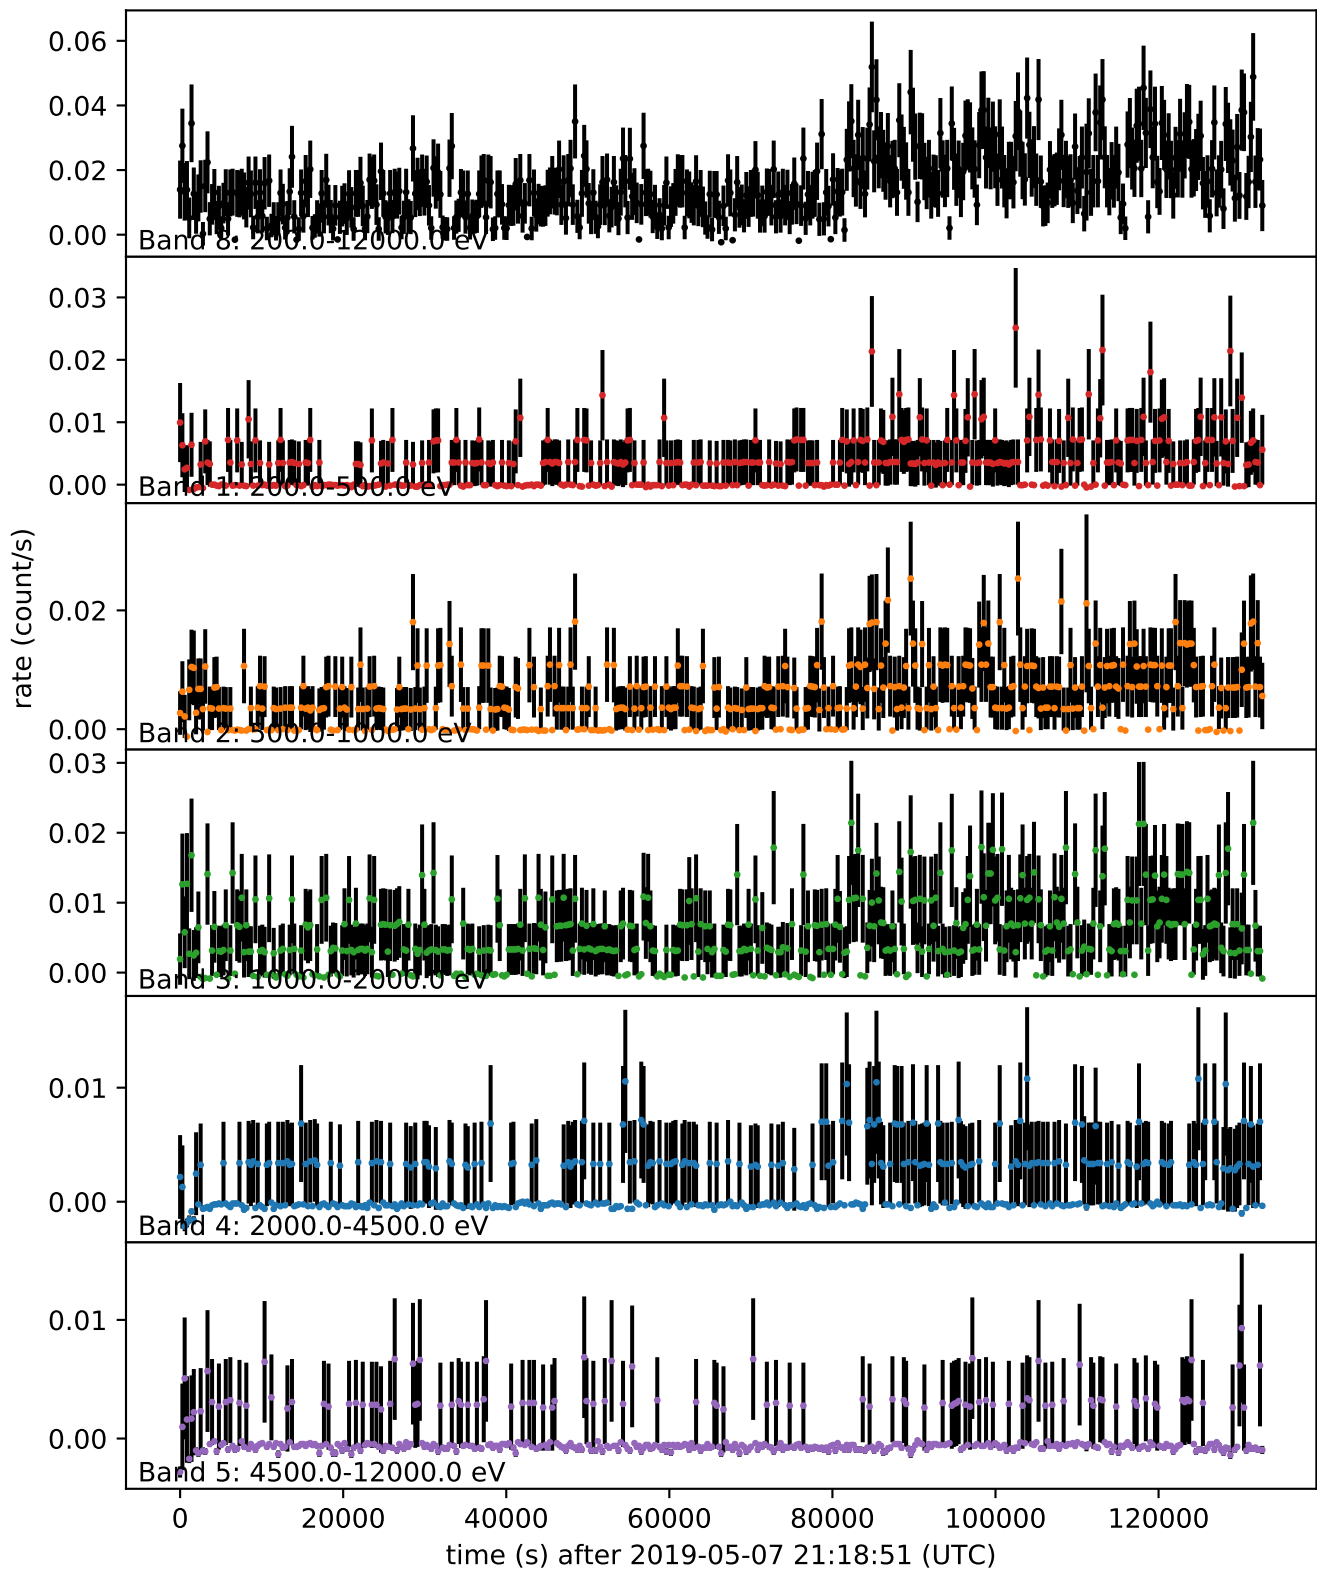 0.06
0.04
0.02
0.00
Band 8: 200.0-12000.0 eV
0.03
0.02
0.01
0.00
Band 1: 200.0-500.0 eV
rate (count/s)
0.02
0.00
Band 2: 500.0-1000.0 eV
0.03
0.02
0.01
0.00
Band 3: 1000.0-2000.0 eV
0.01
0.00
Band 4: 2000.0-4500.0 eV
0.01
0.00
Band 5: 4500.0-12000.0 eV
0 20000 40000 60000 80000 100000 120000
time (s) after 2019-05-07 21:18:51 (UTC)